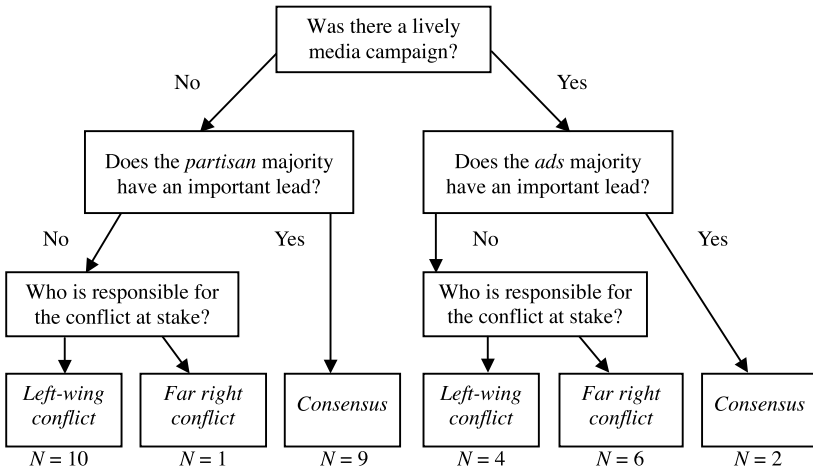 Was there a lively
media campaign?
No
Yes
Does the partisan majority
have an important lead?
Does the ads majority
have an important lead?
No
Yes
No
Yes
Who is responsible for
the conflict at stake?
Who is responsible for
the conflict at stake?
Left-wing
conflict
Far right
conflict
Consensus
Left-wing
conflict
Far right
conflict
Consensus
N = 10
N = 1
N = 9
N = 4
N = 6
N = 2